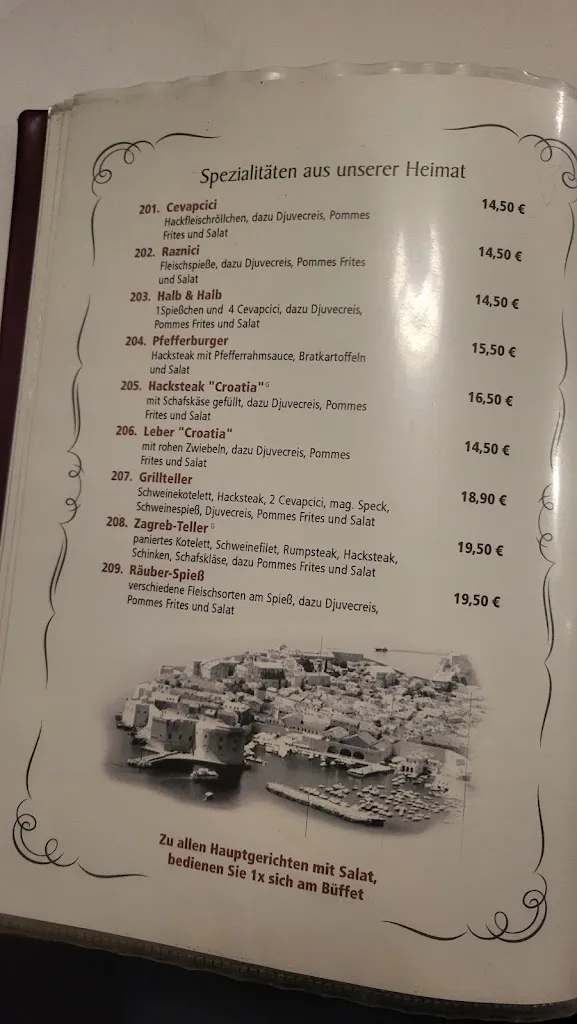 Spezialitäten aus unserer Heimat
201. Cevapcici 14,50 €
Hackfleischröllchen, dazu Djuvecreis, Pommes
Frites und Salat
202. Raznici 14,50 €
Fleischspieße, dazu Djuvecreis, Pommes Frites
und Salat
203. Halb & Halb 14,50 €
1Spießchen und 4 Cevapcici, dazu Djuvecreis,
Pommes Frites und Salat
204. Pfefferburger 15,50 €
Hacksteak mit Pfefferrahmsauce, Bratkartoffeln
und Salat
205. Hacksteak "Croatia" G 16,50 €
mit Schafskäse gefüllt, dazu Djuvecreis, Pommes
Frites und Salat
206. Leber "Croatia" 14,50 €
mit rohen Zwiebeln, dazu Djuvecreis, Pommes
Frites und Salat
207. Grillteller 18,90 €
Schweinekotelett, Hacksteak, 2 Cevapcici, mag. Speck,
Schweinespieß, Djuvecreis, Pommes Frites und Salat
208. Zagreb-Teller G 19,50 €
paniertes Kotelett, Schweinefilet, Rumpsteak, Hacksteak,
Schinken, Schafskläse, dazu Pommes Frites und Salat
209. Räuber-Spieß 19,50 €
verschiedene Fleischsorten am Spieß, dazu Djuvecreis,
Pommes Frites und Salat
Zu allen Hauptgerichten mit Salat,
bedienen Sie 1x sich am Büffet